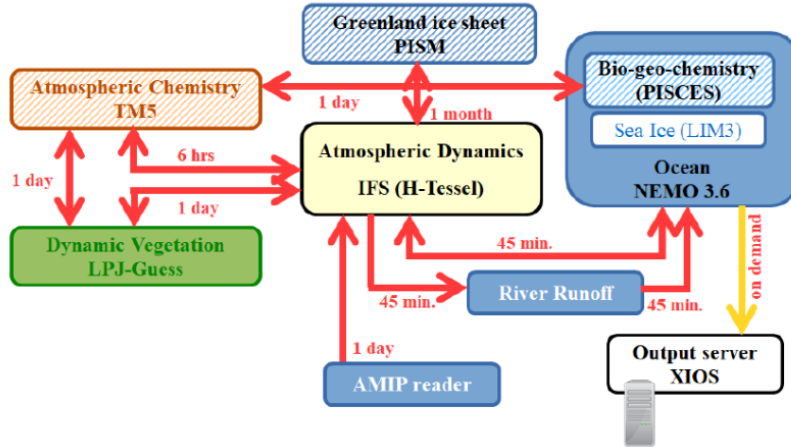 Greenland ice sheet
PISM
Atmospheric Chemistry
TM5
Bio-geo-chemistry
(PISCES)
1 day
1 month
Sea Ice (LIM3)
6 hrs
Atmospheric Dynamics
IFS (H-Tessel)
Ocean
NEMO 3.6
1 day
1 day
Dynamic Vegetation
LPJ-Guess
45 min.
on demand
45 min.
River Runoff
45 min.
1 day
Output server
XIOS
AMIP reader